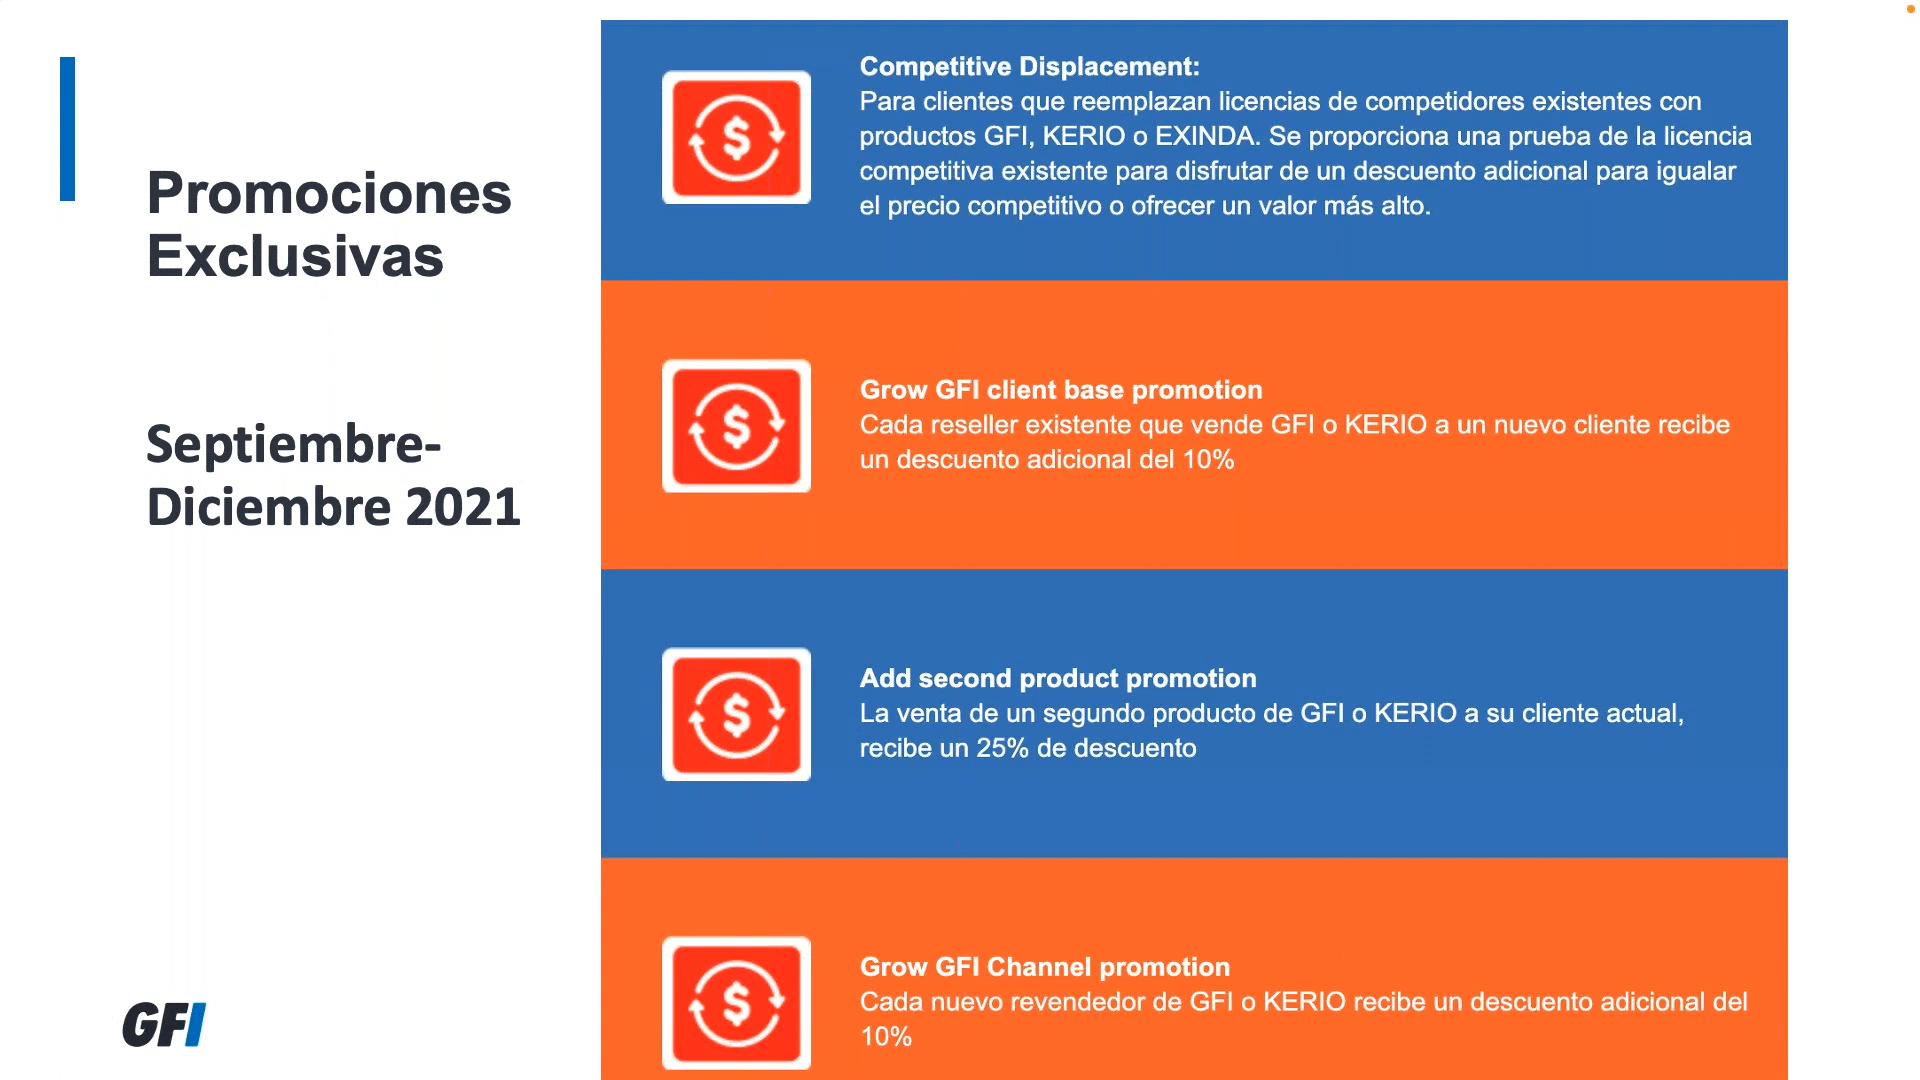 Promociones
Exclusivas
Septiembre-
Diciembre 2021
GFI
Competitive Displacement:
Para clientes que reemplazan licencias de competidores existentes con
productos GFI, KERIO o EXINDA. Se proporciona una prueba de la licencia
competitiva existente para disfrutar de un descuento adicional para igualar
el precio competitivo o ofrecer un valor más alto.
$
Grow GFI client base promotion
Cada reseller existente que vende GFI o KERIO a un nuevo cliente recibe
un descuento adicional del 10%
$
Add second product promotion
La venta de un segundo producto de GFI o KERIO a su cliente actual,
recibe un 25% de descuento
$
Grow GFI Channel promotion
Cada nuevo revendedor de GFI o KERIO recibe un descuento adicional del
10%
$